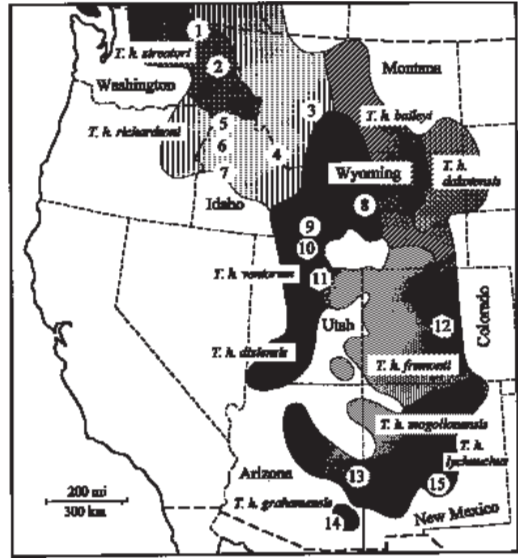 1
T. h. streatori
2
Montana
Washington
3
T. h. baileyi
T. h. richardsoni
5
6
4
7
Wyoming
T. h.
dakotensis
Idaho
8
9
10
T. h. ventorum
11
Utah
12
Colorado
T. h. dixiensis
T. h. fremonti
T. h. mogollonensis
T. h.
lychnuchus
Arizona
13
15
200 mi
300 km
T. h. grahamensis
14
New Mexico